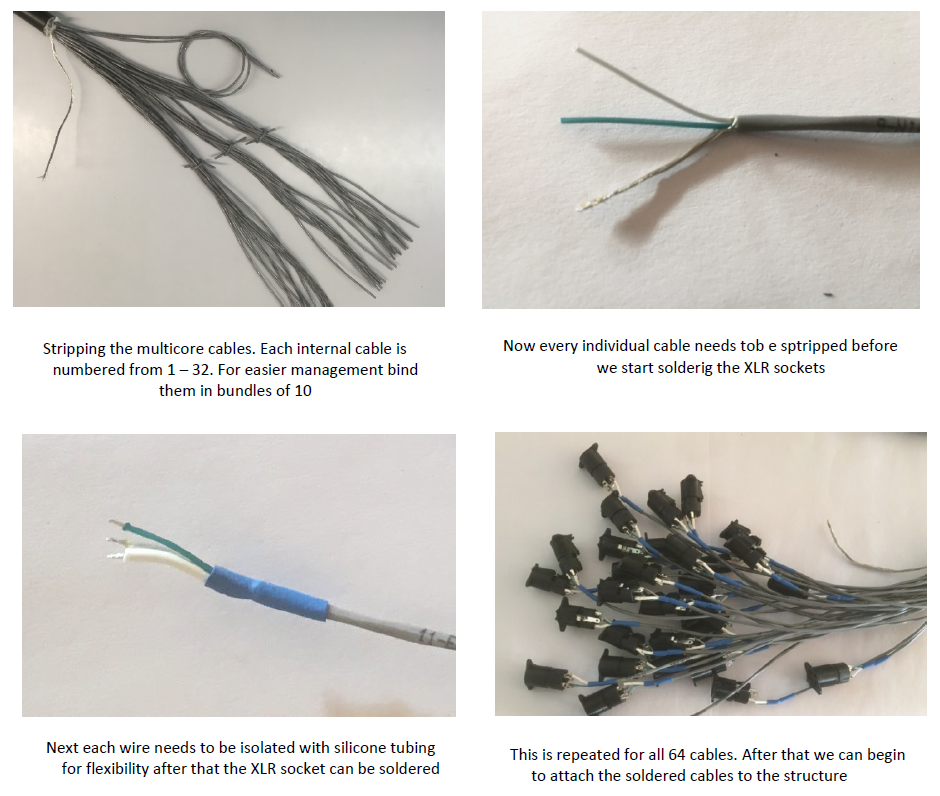 Stripping the multicore cables. Each internal cable is
numbered from 1 – 32. For easier management bind
them in bundles of 10
Now every individual cable needs tob e sptripped before
we start solderig the XLR sockets
11-6
Next each wire needs to be isolated with silicone tubing
for flexibility after that the XLR socket can be soldered
This is repeated for all 64 cables. After that we can begin
to attach the soldered cables to the structure